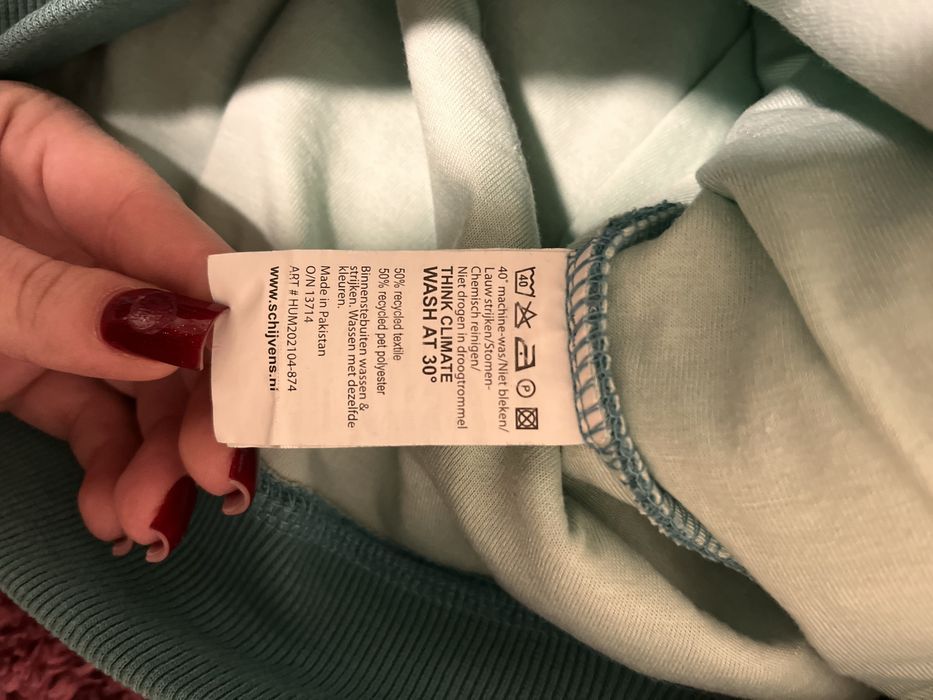 40
P
40° machine-was/Niet bleken/
Lauw strijken/Stomen-
Chemisch reinigen/
Niet drogen in droogtrommel
THINK CLIMATE
WASH AT 30°
50% recycled textile
50% recycled pet polyester
Binnenstebuiten wassen &
strijken. Wassen met dezelfde
kleuren.
Made in Pakistan
O/N 13714
ART # HUM202104-874
www.schijvens.nl